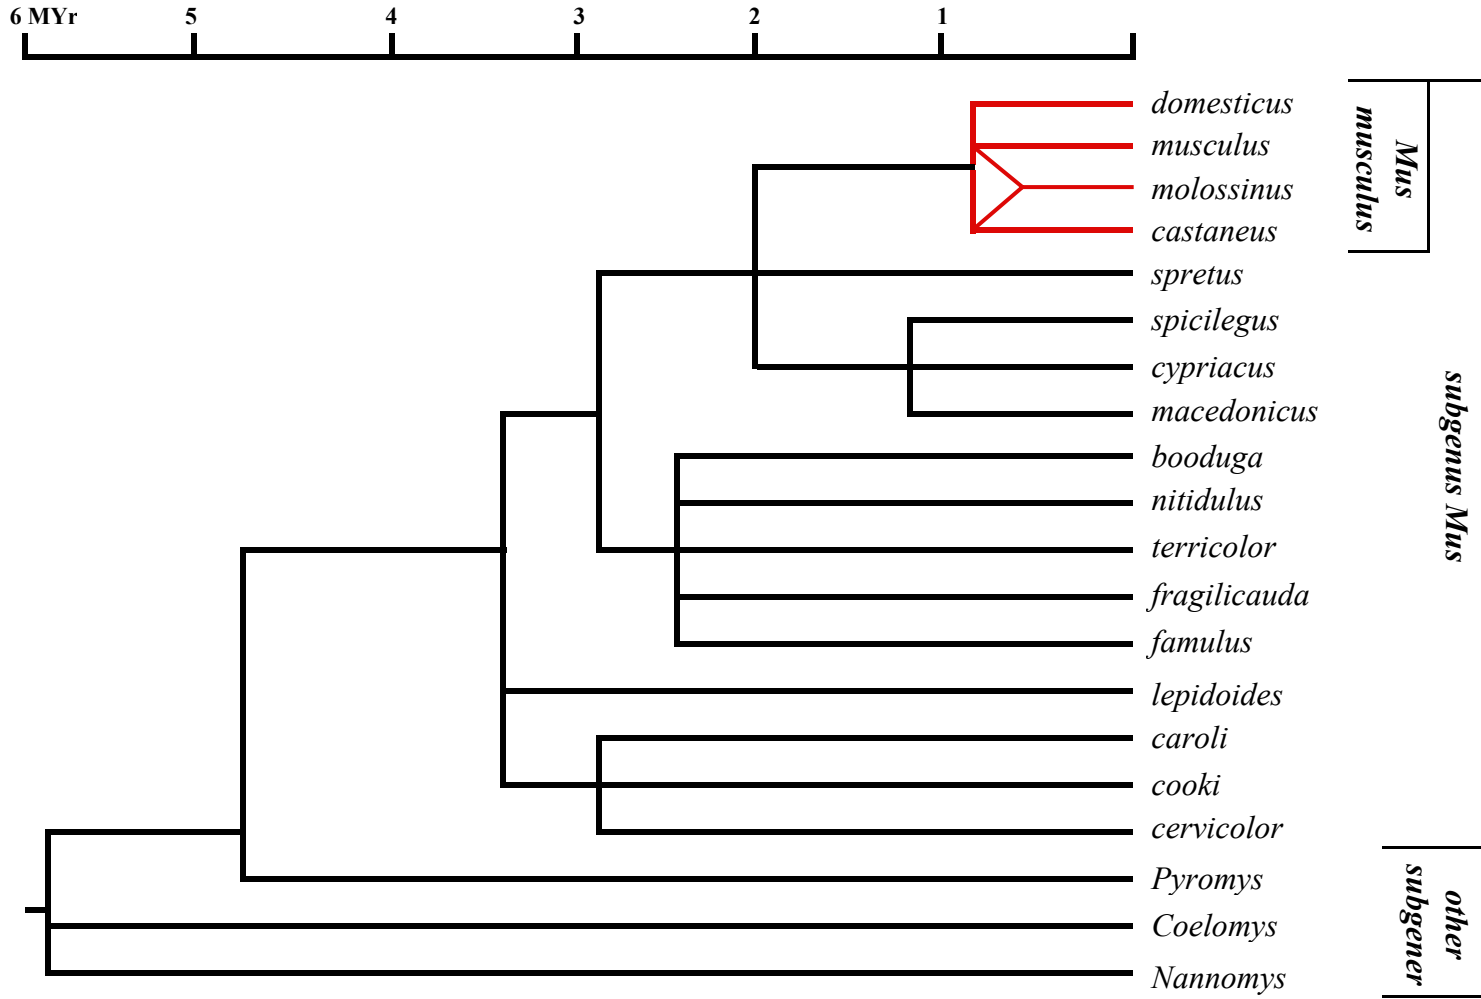 6 MYr 5 4 3 2 1
domesticus
musculus
molossinus
castaneus
spretus
spicilegus
cypriacus
macedonicus
booduga
nitidulus
terricolor
fragilicauda
famulus
lepidoides
caroli
cooki
cervicolor
Pyromys
Coelomys
Nannomys
Mus
musculus
subgenus Mus
other
subgener